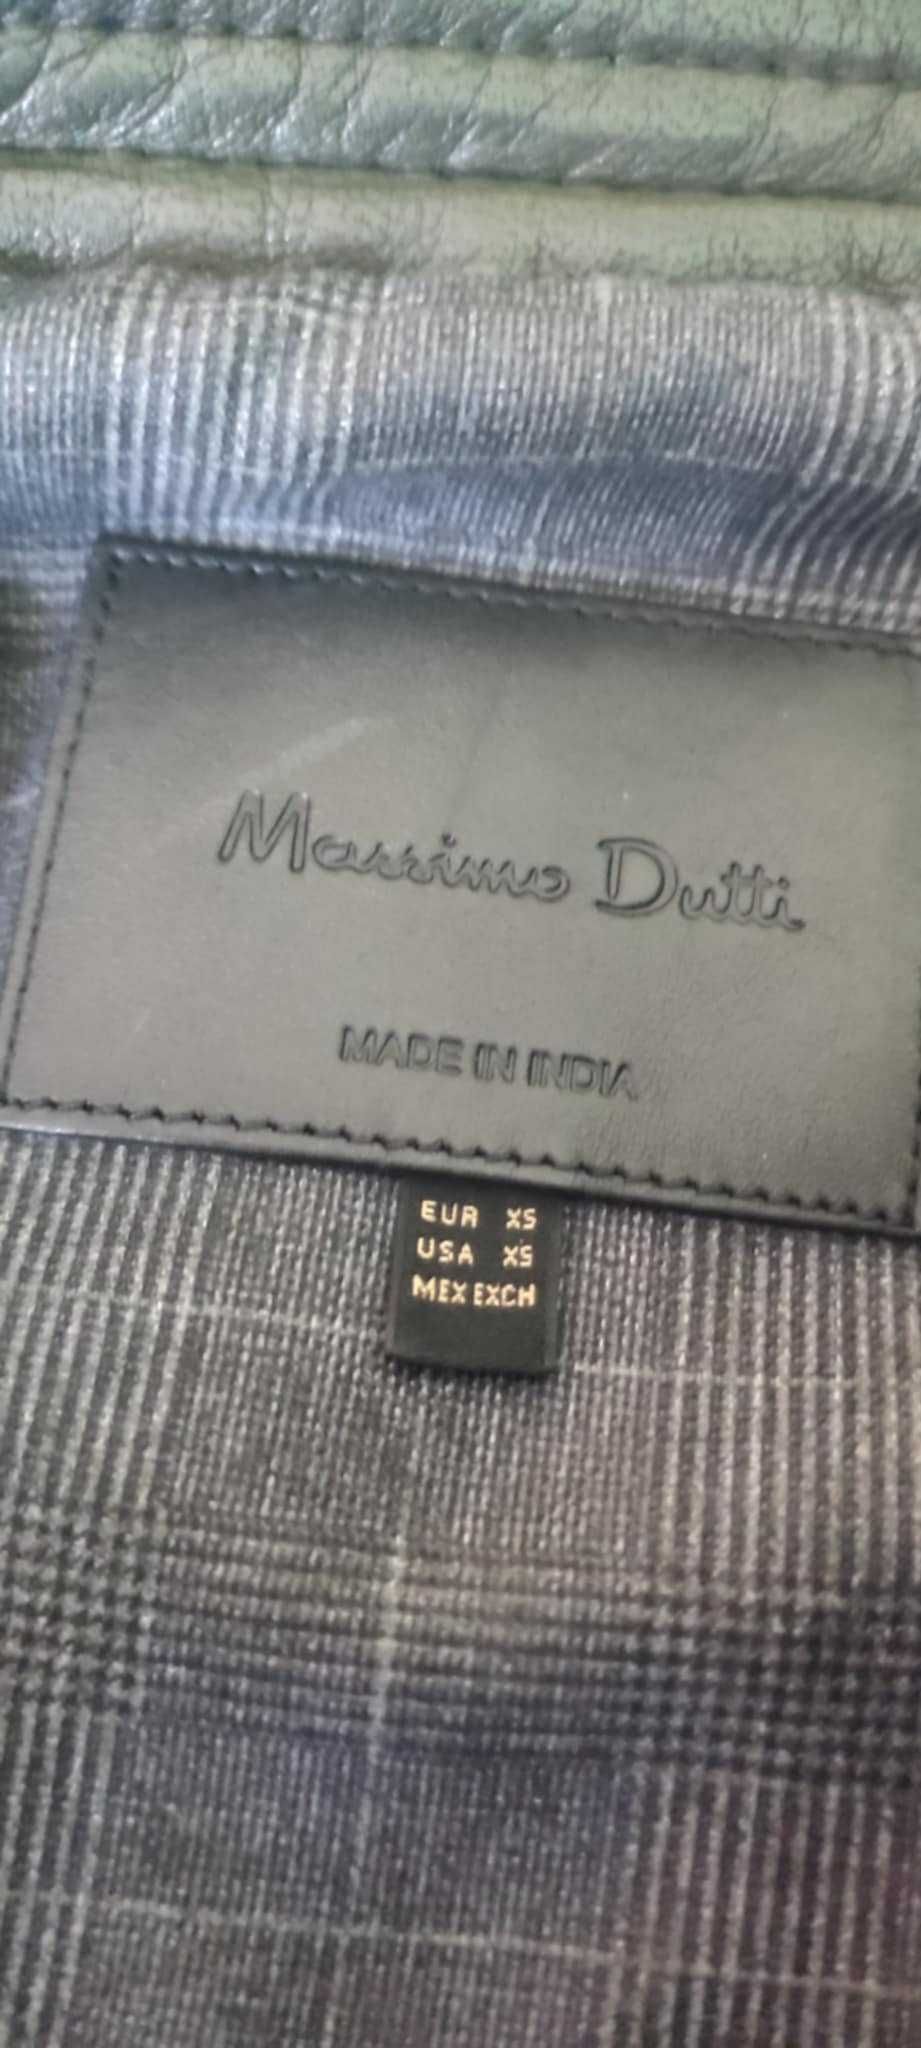 Massimo Dutti
MADE IN INDIA
EUR XS
USA XS
MEX EXCH